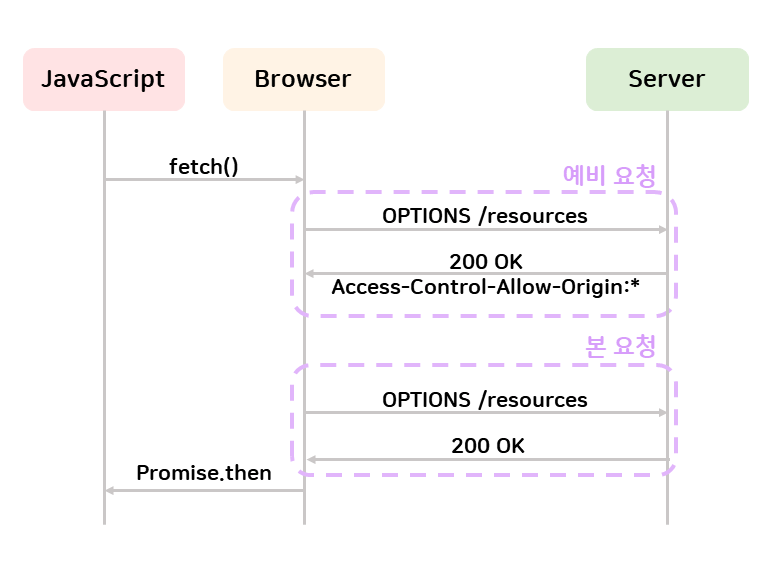 JavaScript
Browser
Server
fetch()
예비 요청
OPTIONS /resources
200 OK
Access-Control-Allow-Origin:*
본 요청
OPTIONS /resources
200 OK
Promise.then